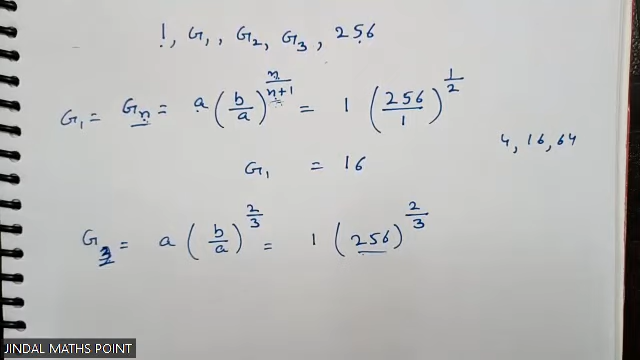 1, G₁, G₂, G₃, 256
G₁ = Gₙ = a (b/a)^(n/(n+1)) = 1 (256/1)^(1/2)
4, 16, 64
G₁ = 16
= a (b/a)^(2/3) = 1 (256)^(2/3)
JINDAL MATHS POINT